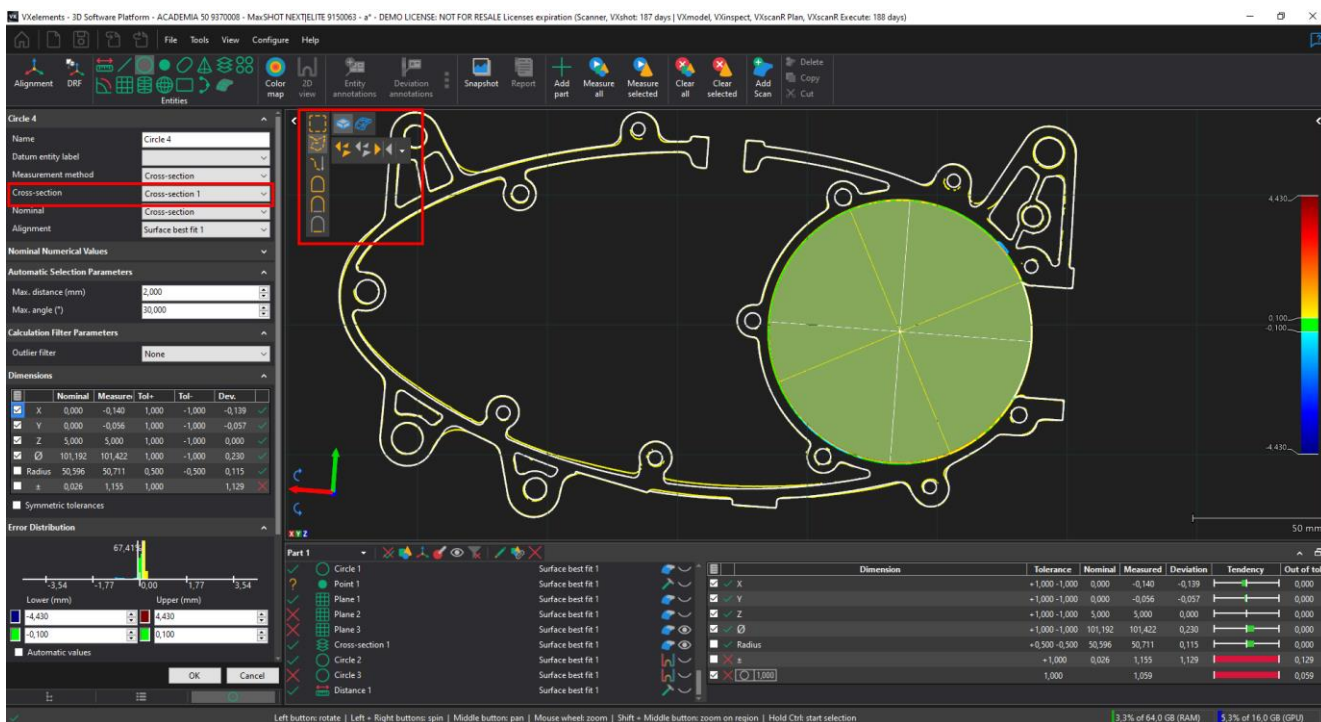 VXelements - 3D Software Platform - ACADEMIA 50 9370008 - MaxSHOT NEXT|ELITE 9150063 - a* - DEMO LICENSE: NOT FOR RESALE Licenses expiration (Scanner, VXshot: 187 days | VXmodel, VXinspect, VXscanR Plan, VXscanR Execute: 188 days)
File Tools View Configure Help
Alignment DRF Entities Color map 2D view Entity annotations Deviation annotations Snapshot Report Add part Measure all Measure selected Clear all Clear selected Add Scan Delete Copy Cut
Circle 4
Name Circle 4
Datum entity label
Measurement method Cross-section
Cross-section Cross-section 1
Nominal Cross-section
Alignment Surface best fit 1
Nominal Numerical Values
Automatic Selection Parameters
Max. distance (mm) 2,000
Max. angle (°) 30,000
Calculation Filter Parameters
Outlier filter None
Dimensions
Nominal Measure Tol+ Tol- Dev.
X 0,000 -0,140 1,000 -1,000 -0,139
Y 0,000 -0,056 1,000 -1,000 -0,057
Z 5,000 5,000 1,000 -1,000 0,000
Ø 101,192 101,422 1,000 -1,000 0,230
Radius 50,596 50,711 0,500 -0,500 0,115
± 0,026 1,155 1,000 1,129
Symmetric tolerances
Error Distribution
67,41%
-3,54 -1,77 0,00 1,77 3,54
Lower (mm) Upper (mm)
-4,430 4,430
-0,100 0,100
Automatic values
OK Cancel
4.430
0.100
-0.100
-4.430
X Y Z
50 mm
Part 1
Circle 1 Surface best fit 1
Point 1 Surface best fit 1
Plane 1 Surface best fit 1
Plane 2 Surface best fit 1
Plane 3 Surface best fit 1
Cross-section 1 Surface best fit 1
Circle 2 Surface best fit 1
Circle 3 Surface best fit 1
Distance 1 Surface best fit 1
Dimension Tolerance Nominal Measured Deviation Tendency Out of tol
X +1,000 -1,000 0,000 -0,140 -0,139 0,000
Y +1,000 -1,000 0,000 -0,056 -0,057 0,000
Z +1,000 -1,000 5,000 5,000 0,000 0,000
Ø +1,000 -1,000 101,192 101,422 0,230 0,000
Radius +0,500 -0,500 50,596 50,711 0,115 0,000
± +1,000 0,026 1,155 1,129 0,129
1,000 1,000 1,059 0,059
Left button: rotate | Left + Right buttons: spin | Middle button: pan | Mouse wheel: zoom | Shift + Middle button: zoom on region | Hold Ctrl: start selection
3,3% of 64,0 GB (RAM) 5,3% of 16,0 GB (GPU)